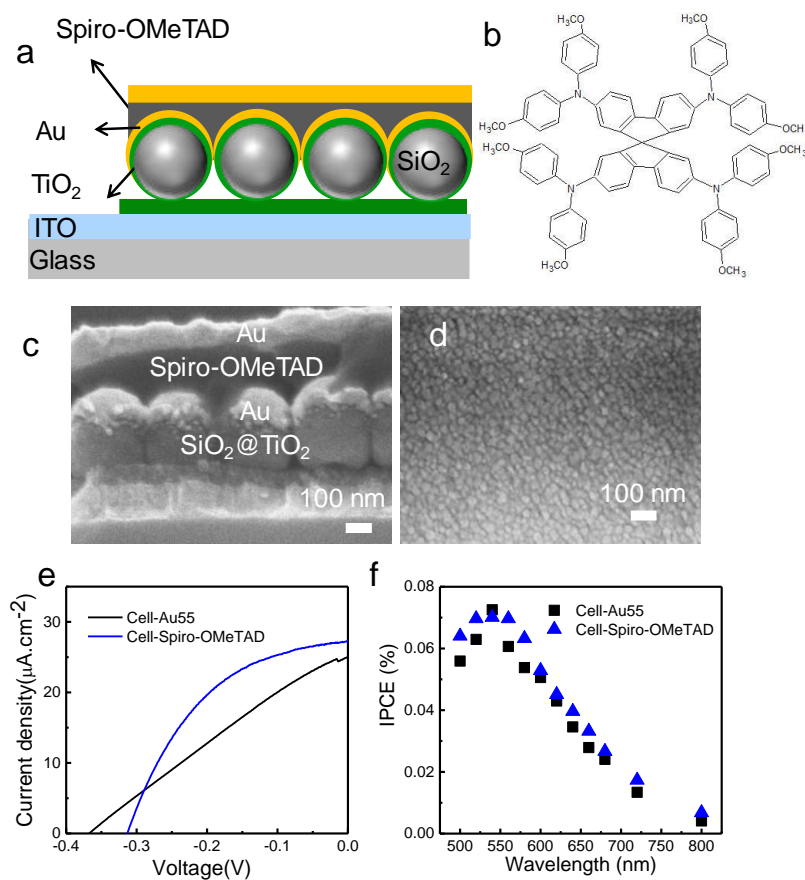 a
Spiro-OMeTAD
Au
TiO2
SiO2
ITO
Glass
b
OCH3
OCH3
N
N
H3CO
OCH
H3CO
OCH3
N
N
H3CO
OCH3
c
Au
Spiro-OMeTAD
Au
SiO2@TiO2
100 nm
d
100 nm
e
Current density(μA.cm-2)
30
20
10
0
Cell-Au55
Cell-Spiro-OMeTAD
-0.4
-0.3
-0.2
-0.1
0.0
Voltage(V)
f
IPCE (%)
0.08
0.06
0.04
0.02
0.00
Cell-Au55
Cell-Spiro-OMeTAD
500 550 600 650 700 750 800
Wavelength (nm)